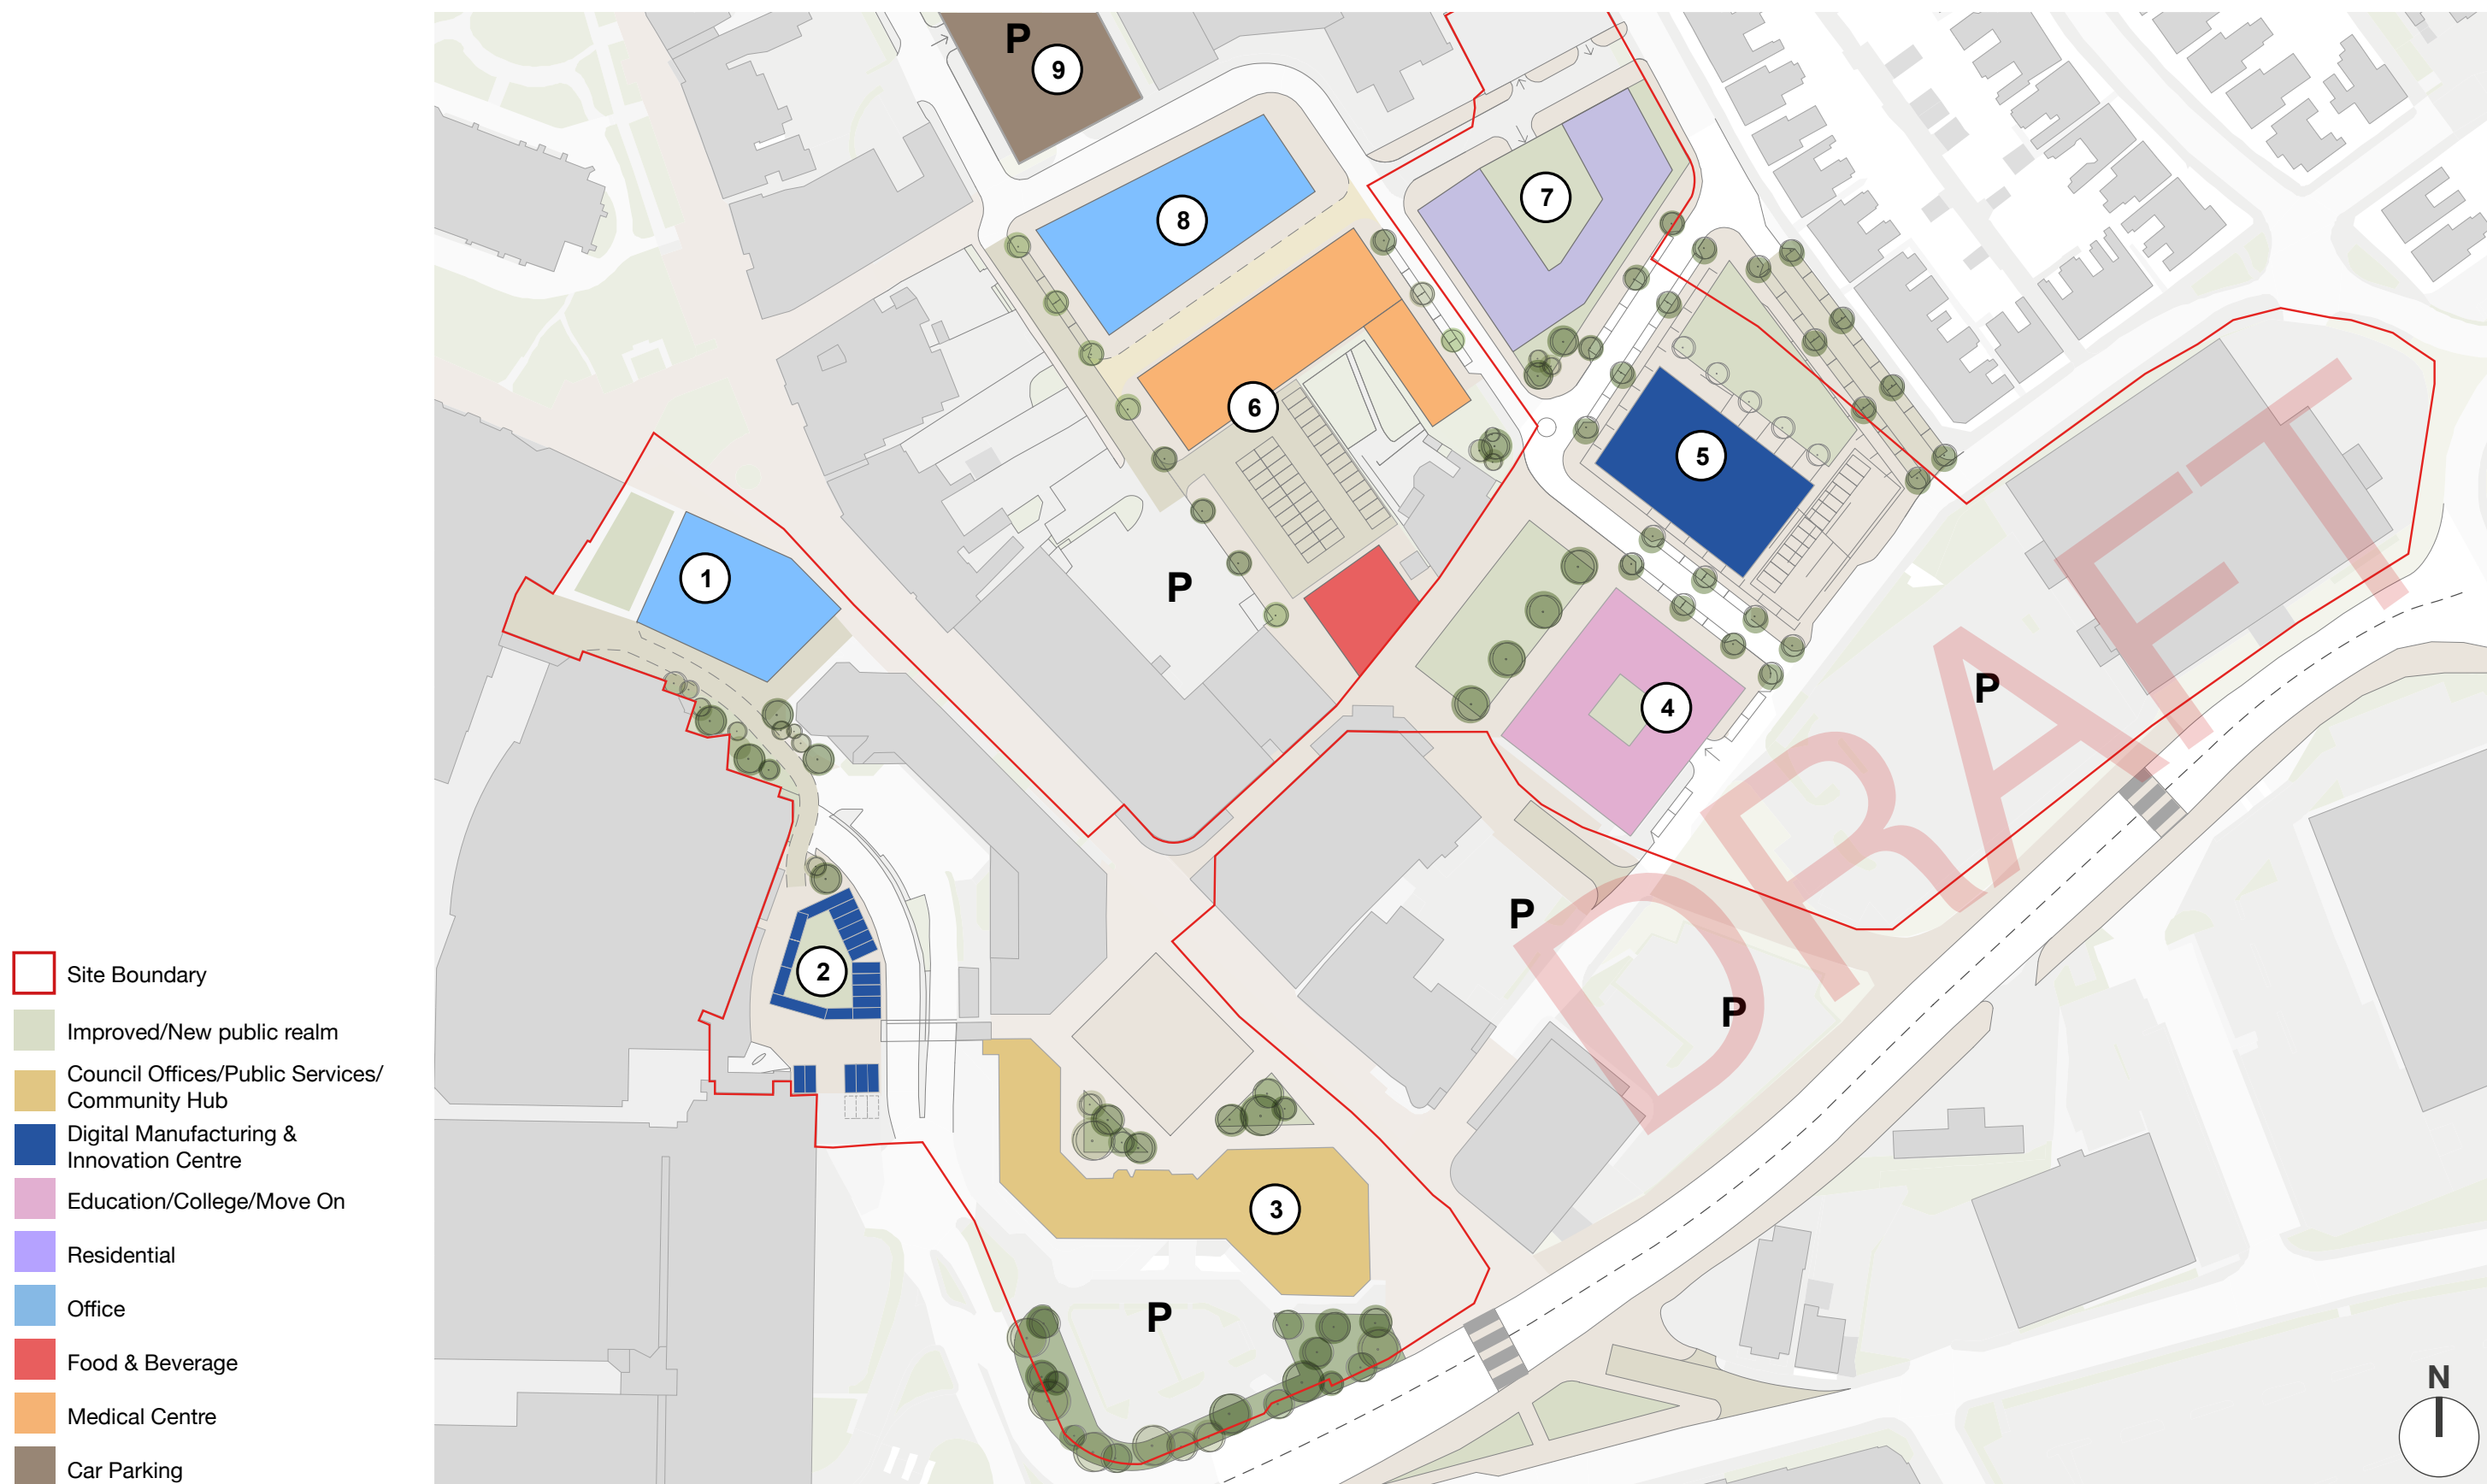 P
9
8
7
6
5
1
P
4
P
P
2
P
3
P
DRAFT
N
Site Boundary
Improved/New public realm
Council Offices/Public Services/
Community Hub
Digital Manufacturing &
Innovation Centre
Education/College/Move On
Residential
Office
Food & Beverage
Medical Centre
Car Parking